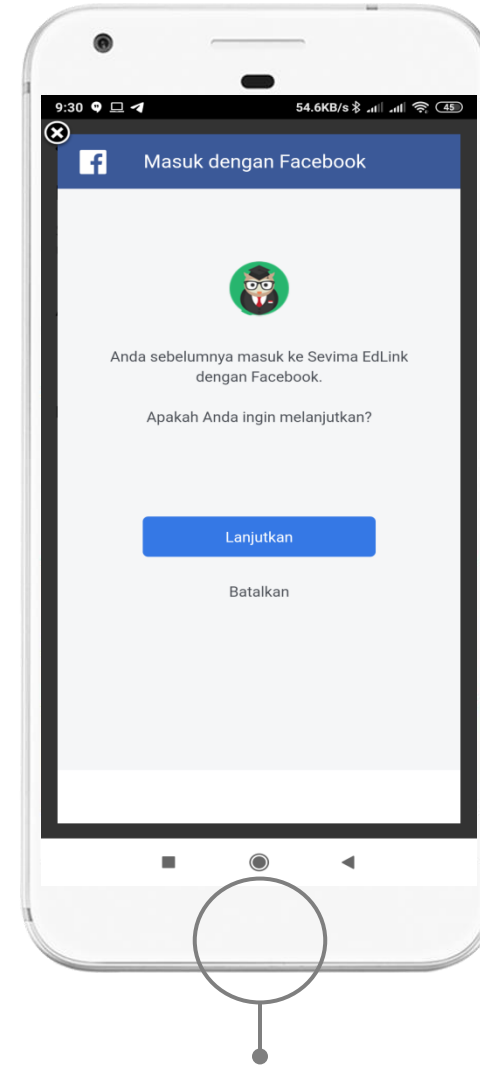 9:30 54.6KB/s 45
f Masuk dengan Facebook
Anda sebelumnya masuk ke Sevima EdLink
dengan Facebook.
Apakah Anda ingin melanjutkan?
Lanjutkan
Batalkan